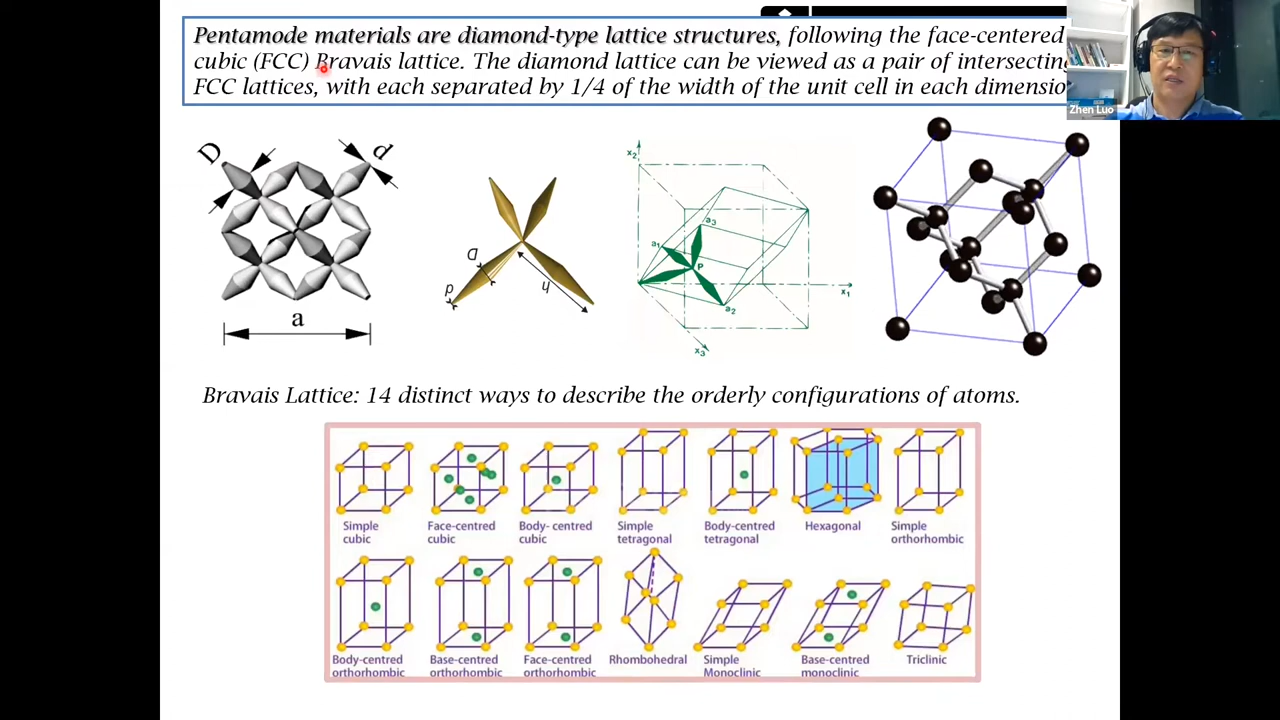 Pentamode materials are diamond-type lattice structures, following the face-centered
cubic (FCC) Bravais lattice. The diamond lattice can be viewed as a pair of intersecting
FCC lattices, with each separated by 1/4 of the width of the unit cell in each dimensio
Zhen Luo
D
d
a
D
p
y
x2
a3
a1
P
a2
x1
x3
Bravais Lattice: 14 distinct ways to describe the orderly configurations of atoms.
Simple
cubic
Face-centred
cubic
Body- centred
cubic
Simple
tetragonal
Body-centred
tetragonal
Hexagonal
Simple
orthorhombic
Body-centred
orthorhombic
Base-centred
orthorhombic
Face-centred
orthorhombic
Rhombohedral
Simple
Monoclinic
Base-centred
monoclinic
Triclinic